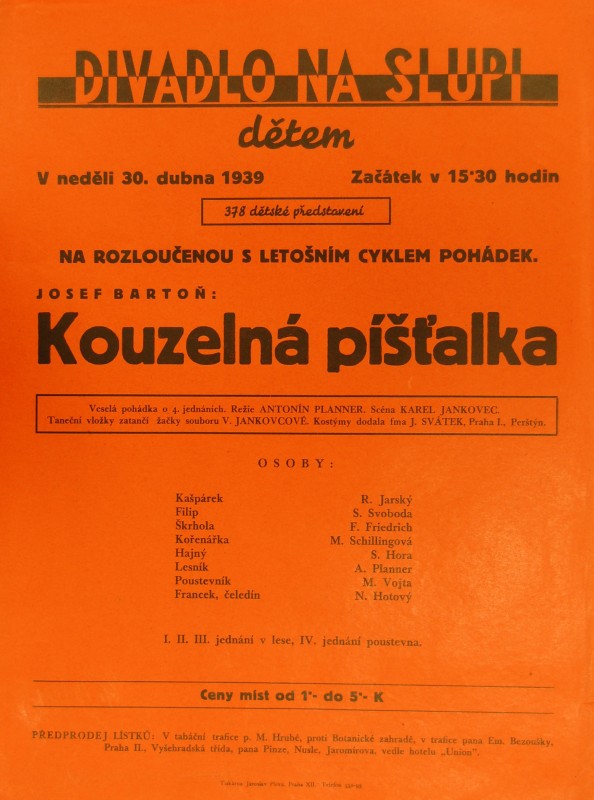 DIVADLO NA SLUPI
dětem
V neděli 30. dubna 1939 Začátek v 15·30 hodin
378 dětské představení
NA ROZLOUČENOU S LETOŠNÍM CYKLEM POHÁDEK.
JOSEF BARTOŇ:
Kouzelná píšťalka
Veselá pohádka o 4. jednáních. Režie ANTONÍN PLANNER. Scéna KAREL JANKOVEC.
Taneční vložky zatančí žačky souboru V. JANKOVCOVÉ. Kostýmy dodala fma J. SVÁTEK, Praha I., Perštýn.
OSOBY:
Kašpárek R. Jarský
Filip S. Svoboda
Škrhola F. Friedrich
Kořenářka M. Schillingová
Hajný S. Hora
Lesník A. Planner
Poustevník M. Vojta
Francek, čeledín N. Hotový
I. II. III. jednání v lese, IV. jednání poustevna.
Ceny míst od 1·- do 5·- K
PŘEDPRODEJ LÍSTKŮ: V tabáční trafice p. M. Hrubé, proti Botanické zahradě, v trafice pana Em. Bezoušky,
Praha II., Vyšehradská třída, pana Pinze, Nusle, Jaromírova, vedle hotelu „Union".
Praha XII